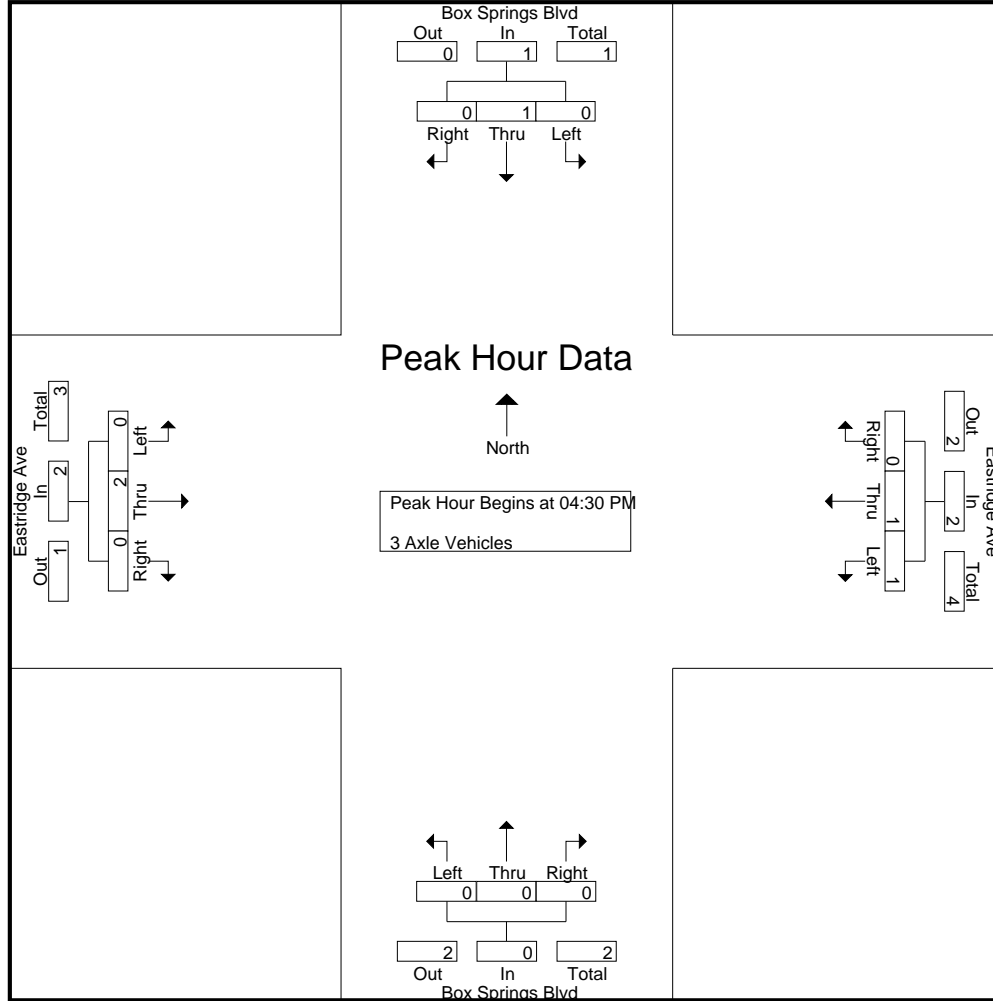 Box Springs Blvd
Out In Total
0 1 1
0 1 0
Right Thru Left
Peak Hour Data
North
Peak Hour Begins at 04:30 PM
3 Axle Vehicles
Eastridge Ave
Total In Out
3 2 1
0 2 0
Left Thru Right
Eastridge Ave
Out In Total
2 2 4
0 1 1
Right Thru Left
Left Thru Right
0 0 0
2 0 2
Out In Total
Box Springs Blvd